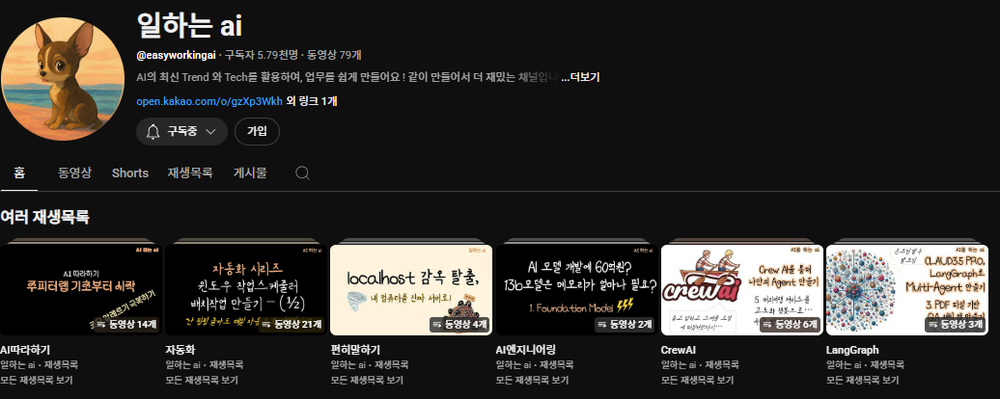 일하는 ai
@easyworkingai · 구독자 5.79천명 · 동영상 79개
AI의 최신 Trend 와 Tech를 활용하여, 업무를 쉽게 만들어요 ! 같이 만들어서 더 재밌는 채널입니 ...더보기
open.kakao.com/o/gzXp3Wkh 외 링크 1개
구독중
가입
홈 동영상 Shorts 재생목록 게시물
여러 재생목록
AI 하는 ai
AI 따라하기
주피터랩 기초부터
동영상 14개
AI 하는 ai
자동화 시리즈
윈도우 작업스케줄러
배치작업 만들기 – (½)
동영상 21개
일하는 ai
localhost 감옥 탈출,
내 컴퓨터를 진짜 서버로!
동영상 4개
AI 하는 ai
AI 모델 개발에 60억원?
13b모델은 메모리가 얼마나 필요?
1. Foundation Model
동영상 2개
AI를 하는 ai
crewai
Crew AI를 통해
나만의 Agent 만들기
동영상 6개
AI를 하는 ai
CLAUD35 PRO,
LangGraph로
Multi-Agent 만들기
3. PDF 파일 기반
동영상 3개
AI따라하기
일하는 ai · 재생목록
모든 재생목록 보기
자동화
일하는 ai · 재생목록
모든 재생목록 보기
편히말하기
일하는 ai · 재생목록
모든 재생목록 보기
AI엔지니어링
일하는 ai · 재생목록
모든 재생목록 보기
CrewAI
일하는 ai · 재생목록
모든 재생목록 보기
LangGraph
일하는 ai · 재생목록
모든 재생목록 보기